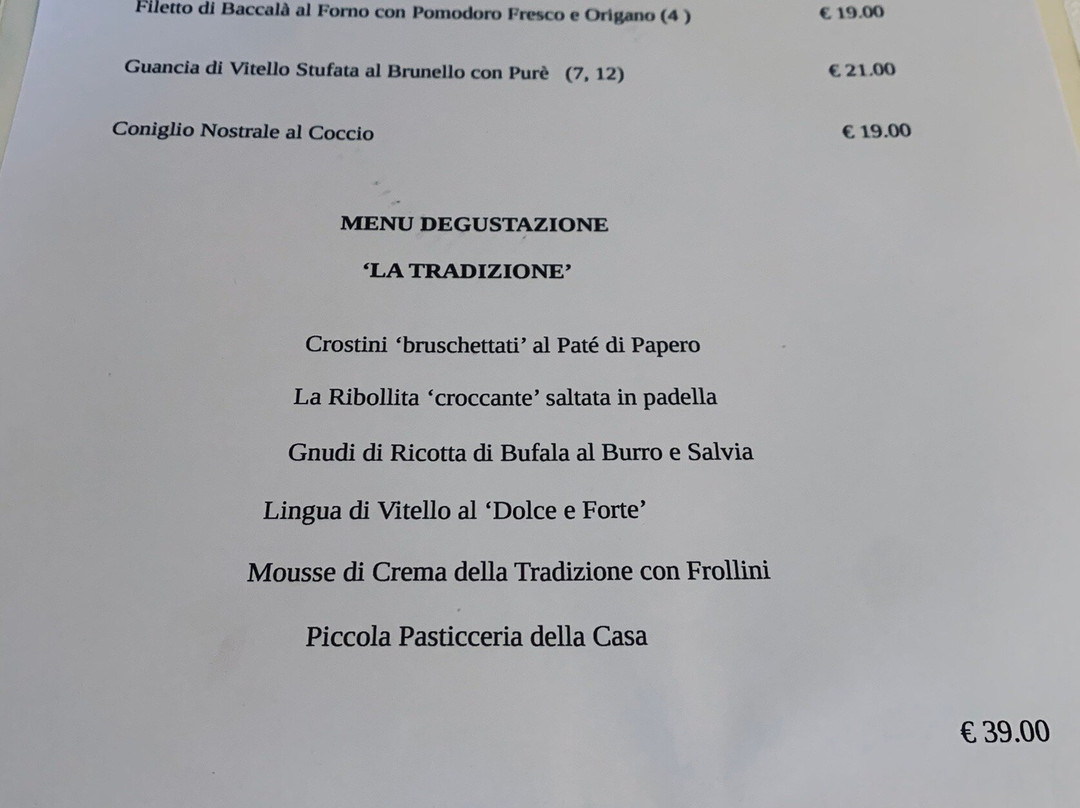 Filetto di Baccalà al Forno con Pomodoro Fresco e Origano (4 ) € 19.00
Guancia di Vitello Stufata al Brunello con Purè (7, 12) € 21.00
Coniglio Nostrale al Coccio € 19.00
MENU DEGUSTAZIONE
‘LA TRADIZIONE’
Crostini ‘bruschettati’ al Paté di Papero
La Ribollita ‘croccante’ saltata in padella
Gnudi di Ricotta di Bufala al Burro e Salvia
Lingua di Vitello al ‘Dolce e Forte’
Mousse di Crema della Tradizione con Frollini
Piccola Pasticceria della Casa
€ 39.00